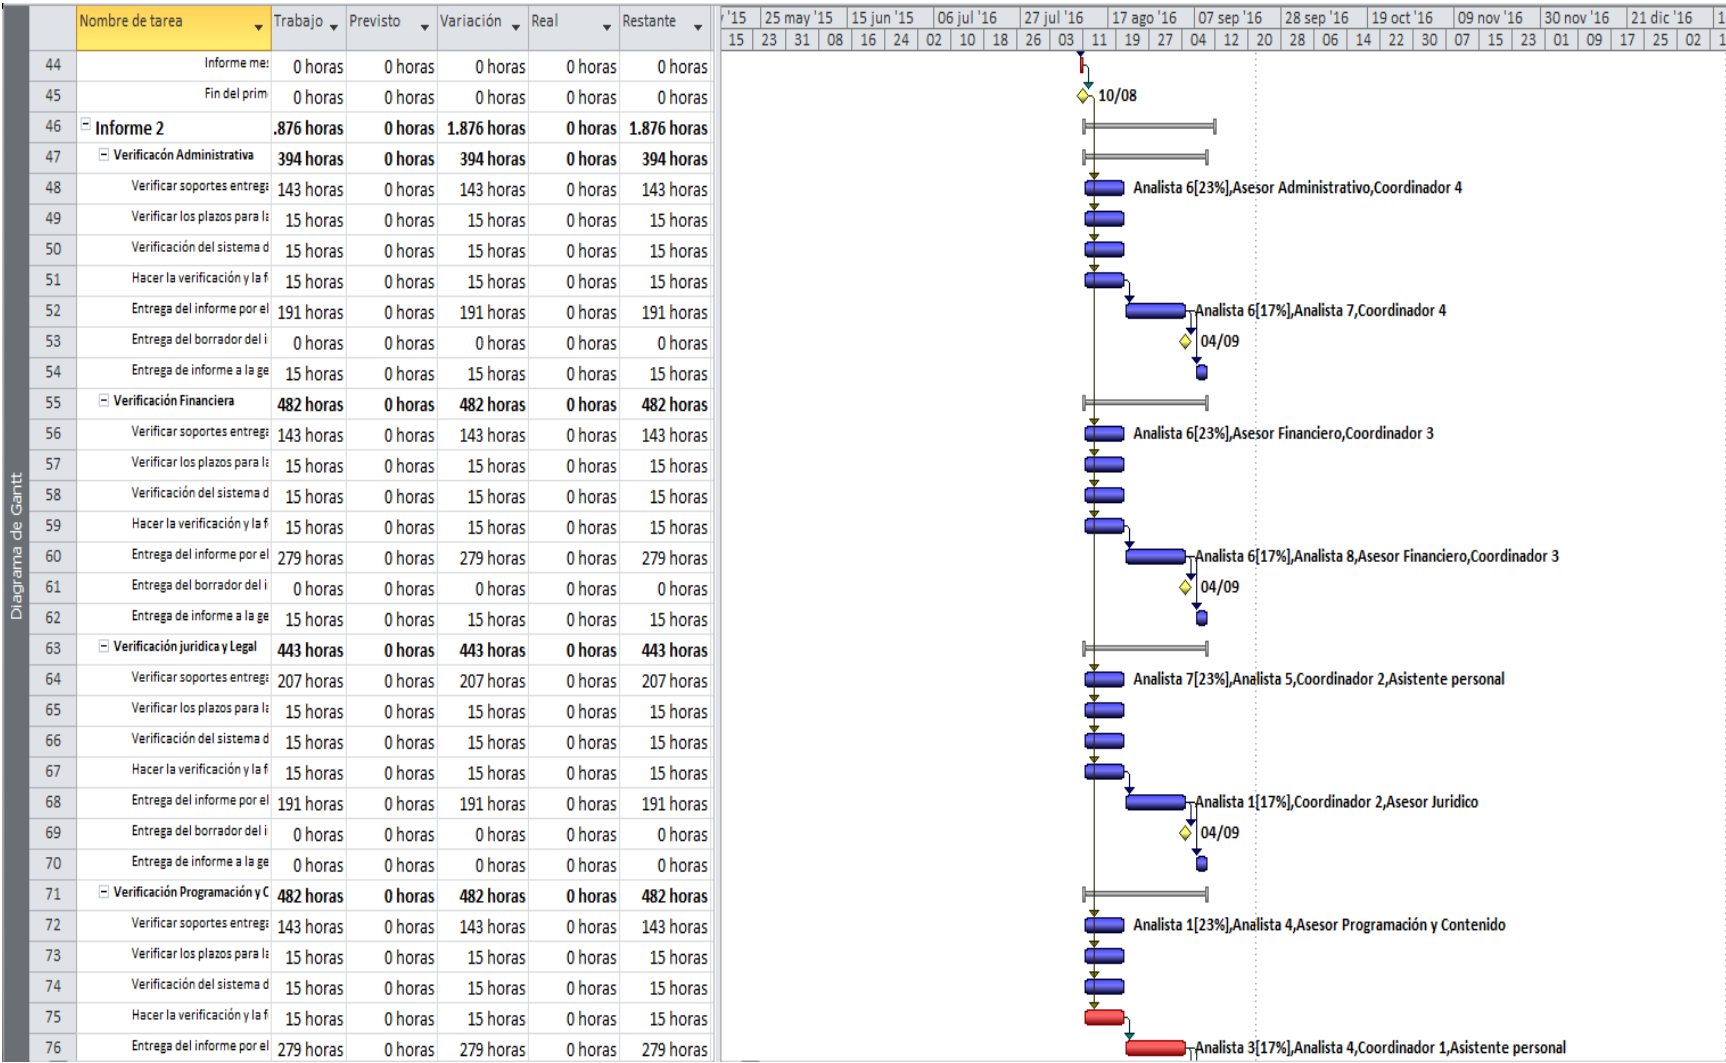 Nombre de tarea Trabajo Previsto Variación Real Restante
'15 25 may '15 15 jun '15 06 jul '16 27 jul '16 17 ago '16 07 sep '16 28 sep '16 19 oct '16 09 nov '16 30 nov '16 21 dic '16
15 23 31 08 16 24 02 10 18 26 03 11 19 27 04 12 20 28 06 14 22 30 07 15 23 01 09 17 25 02
Diagrama de Gantt
44 Informe me 0 horas 0 horas 0 horas 0 horas 0 horas
45 Fin del prim 0 horas 0 horas 0 horas 0 horas 0 horas 10/08
46 Informe 2 .876 horas 0 horas 1.876 horas 0 horas 1.876 horas
47 Verificacón Administrativa 394 horas 0 horas 394 horas 0 horas 394 horas
48 Verificar soportes entrega 143 horas 0 horas 143 horas 0 horas 143 horas Analista 6[23%],Asesor Administrativo,Coordinador 4
49 Verificar los plazos para la 15 horas 0 horas 15 horas 0 horas 15 horas
50 Verificación del sistema d 15 horas 0 horas 15 horas 0 horas 15 horas
51 Hacer la verificación y la f 15 horas 0 horas 15 horas 0 horas 15 horas
52 Entrega del informe por el 191 horas 0 horas 191 horas 0 horas 191 horas Analista 6[17%],Analista 7,Coordinador 4
53 Entrega del borrador del i 0 horas 0 horas 0 horas 0 horas 0 horas 04/09
54 Entrega de informe a la ge 15 horas 0 horas 15 horas 0 horas 15 horas
55 Verificación Financiera 482 horas 0 horas 482 horas 0 horas 482 horas
56 Verificar soportes entrega 143 horas 0 horas 143 horas 0 horas 143 horas Analista 6[23%],Asesor Financiero,Coordinador 3
57 Verificar los plazos para la 15 horas 0 horas 15 horas 0 horas 15 horas
58 Verificación del sistema d 15 horas 0 horas 15 horas 0 horas 15 horas
59 Hacer la verificación y la f 15 horas 0 horas 15 horas 0 horas 15 horas
60 Entrega del informe por el 279 horas 0 horas 279 horas 0 horas 279 horas Analista 6[17%],Analista 8,Asesor Financiero,Coordinador 3
61 Entrega del borrador del i 0 horas 0 horas 0 horas 0 horas 0 horas 04/09
62 Entrega de informe a la ge 15 horas 0 horas 15 horas 0 horas 15 horas
63 Verificación juridica y Legal 443 horas 0 horas 443 horas 0 horas 443 horas
64 Verificar soportes entrega 207 horas 0 horas 207 horas 0 horas 207 horas Analista 7[23%],Analista 5,Coordinador 2,Asistente personal
65 Verificar los plazos para la 15 horas 0 horas 15 horas 0 horas 15 horas
66 Verificación del sistema d 15 horas 0 horas 15 horas 0 horas 15 horas
67 Hacer la verificación y la f 15 horas 0 horas 15 horas 0 horas 15 horas
68 Entrega del informe por el 191 horas 0 horas 191 horas 0 horas 191 horas Analista 1[17%],Coordinador 2,Asesor Juridico
69 Entrega del borrador del i 0 horas 0 horas 0 horas 0 horas 0 horas 04/09
70 Entrega de informe a la ge 0 horas 0 horas 0 horas 0 horas 0 horas
71 Verificación Programación y C 482 horas 0 horas 482 horas 0 horas 482 horas
72 Verificar soportes entrega 143 horas 0 horas 143 horas 0 horas 143 horas Analista 1[23%],Analista 4,Asesor Programación y Contenido
73 Verificar los plazos para la 15 horas 0 horas 15 horas 0 horas 15 horas
74 Verificación del sistema d 15 horas 0 horas 15 horas 0 horas 15 horas
75 Hacer la verificación y la f 15 horas 0 horas 15 horas 0 horas 15 horas
76 Entrega del informe por el 279 horas 0 horas 279 horas 0 horas 279 horas Analista 3[17%],Analista 4,Coordinador 1,Asistente personal